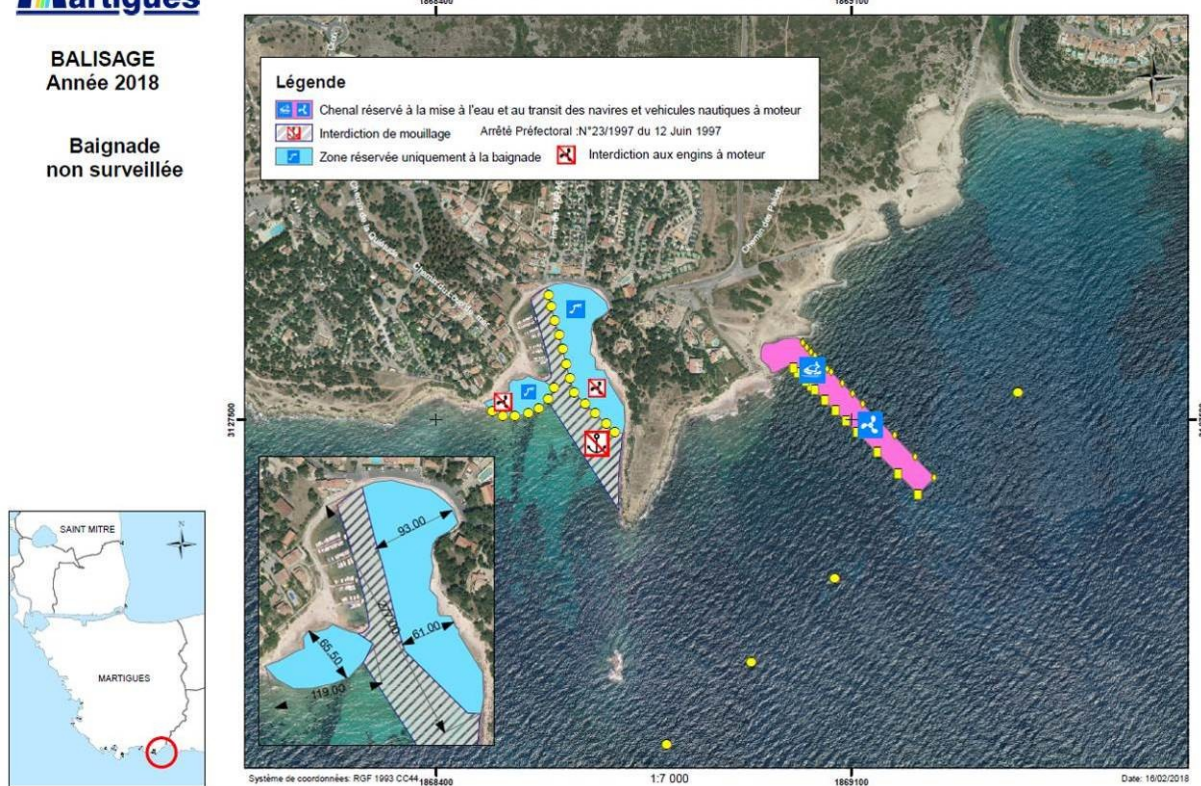 Martigues
BALISAGE
Année 2018
Baignade
non surveillée
1868400
1869100
Légende
Chenal réservé à la mise à l'eau et au transit des navires et vehicules nautiques à moteur
Interdiction de mouillage Arrêté Préfectoral :N°23/1997 du 12 Juin 1997
Zone réservée uniquement à la baignade Interdiction aux engins à moteur
3127600
93.00
61.00
65.50
119.00
SAINT MITRE
N
MARTIGUES
Système de coordonnées: RGF 1993 CC44
1868400
1:7 000
1869100
Date: 16/02/2018